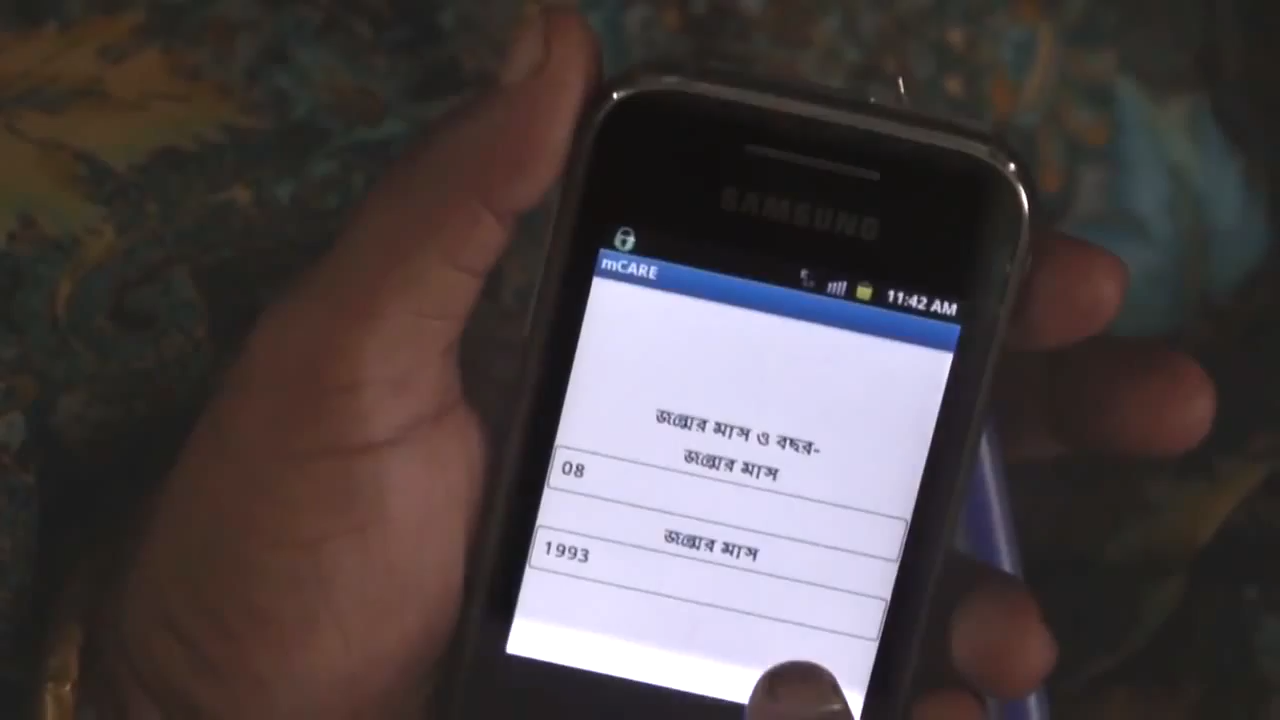 SAMSUNG
mCARE
11:42 AM
জন্মের মাস ও বছর-
জন্মের মাস
08
জন্মের মাস
1993